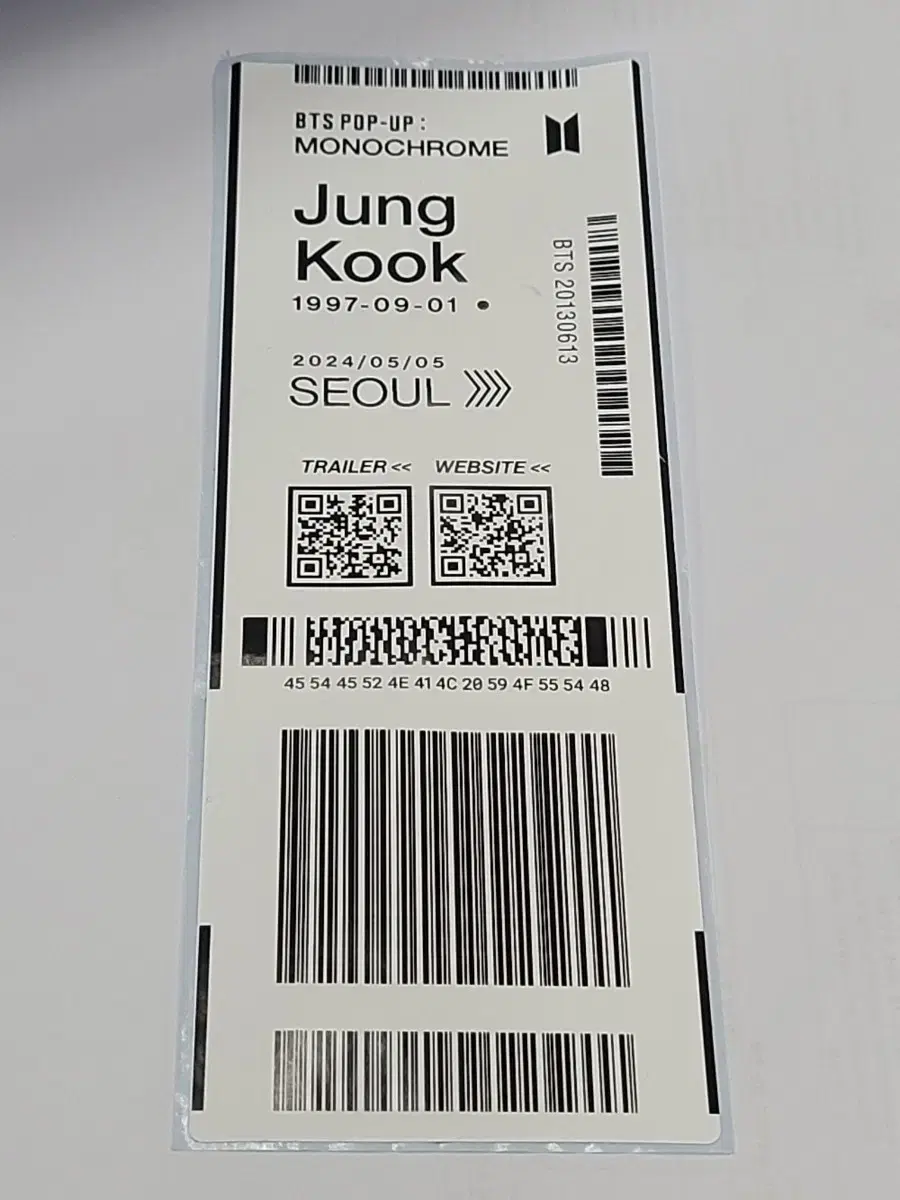 BTS POP-UP :
MONOCHROME
Jung
Kook
1997-09-01 •
BTS 20130613
2024/05/05
SEOUL
TRAILER << WEBSITE <<
MONOCHROME
45 54 45 52 4E 41 4C 20 59 4F 55 54 48